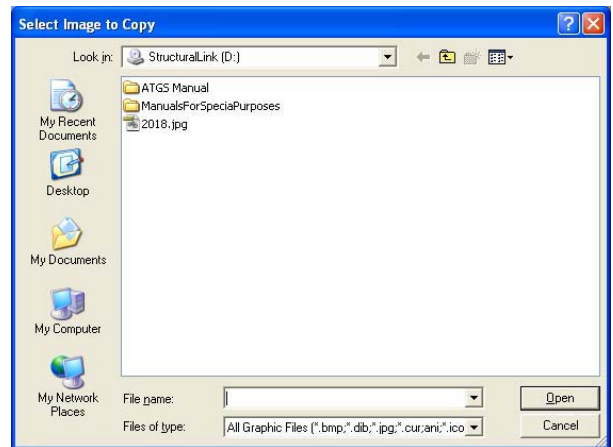 Select Image to Copy
Look in: StructuralLink (D:)
ATGS Manual
ManualsForSpeciaPurposes
2018.jpg
My Recent
Documents
Desktop
My Documents
My Computer
My Network
Places
File name:
Open
Files of type: All Graphic Files (*.bmp;*.dib;*.jpg;*.cur;ani;*.ico
Cancel